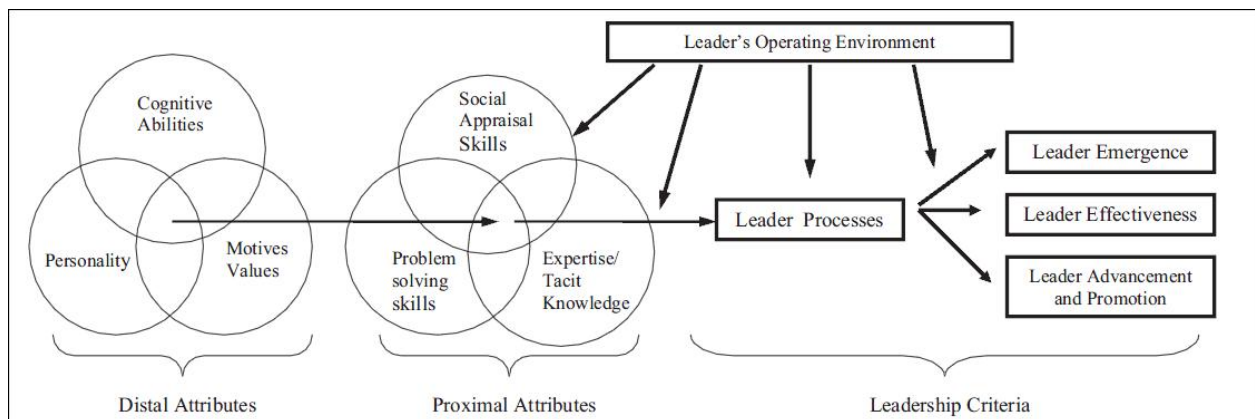 Leader's Operating Environment
Cognitive
Abilities
Personality
Motives
Values
Social
Appraisal
Skills
Problem
solving
skills
Expertise/
Tacit
Knowledge
Leader Processes
Leader Emergence
Leader Effectiveness
Leader Advancement
and Promotion
Distal Attributes
Proximal Attributes
Leadership Criteria